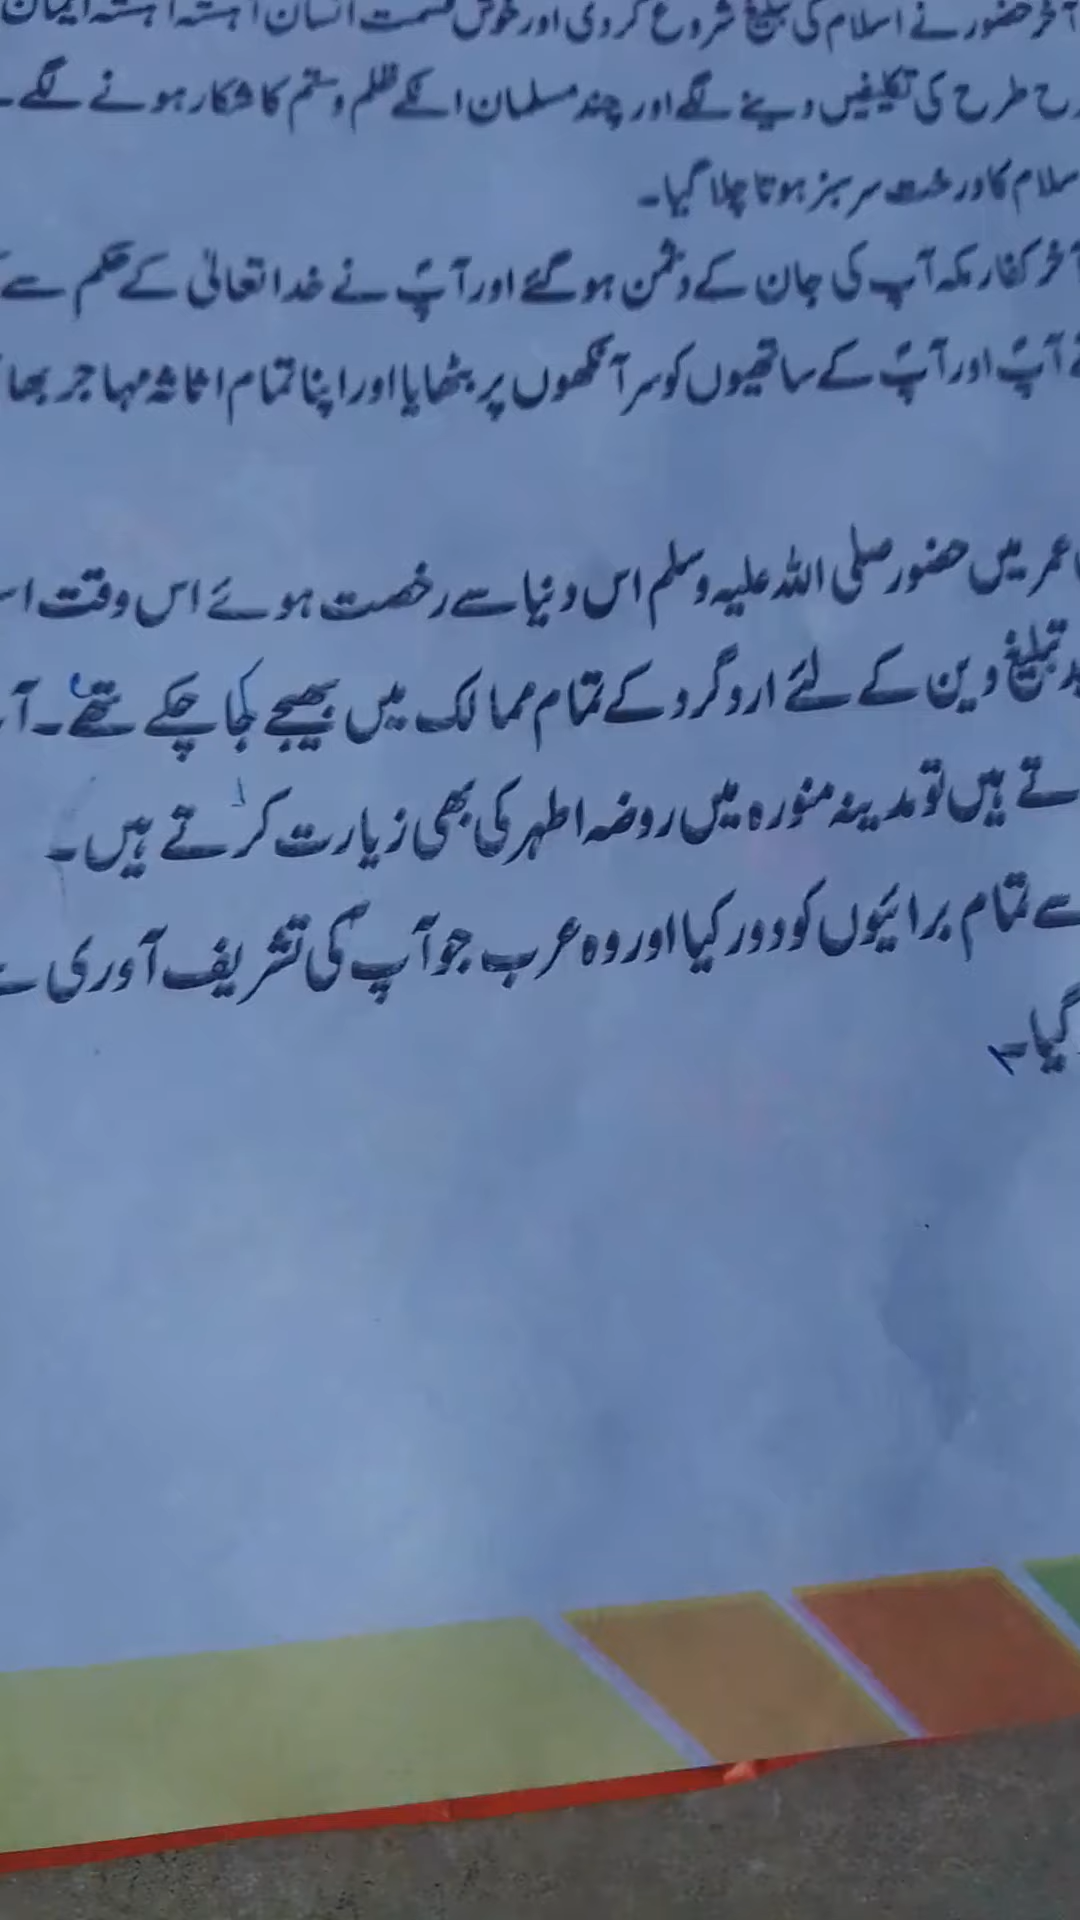 آخر حضور نے اسلام کی تبلیغ شروع کر دی اور خوش قسمت انسان آہستہ آہستہ ایمان
طرح کی تکلیفیں دینے لگے اور چند مسلمان انکے ظلم و ستم کا شکار ہونے لگے۔
سلام کا درخت سرسبز ہوتا چلا گیا۔
آخر کفار مکہ آپ کی جان کے دشمن ہو گئے اور آپؐ نے خدا تعالیٰ کے حکم سے
آپؐ اور آپؐ کے ساتھیوں کو سر آنکھوں پر بٹھایا اور اپنا تمام اثاثہ مہاجر بھا
عمر میں حضور صلی اللہ علیہ وسلم اس دنیا سے رخصت ہوئے اس وقت اس
تبلیغ دین کے لئے ارد گرد کے تمام ممالک میں بھیجے جا چکے تھے۔ آ
تے ہیں تو مدینہ منورہ میں روضہ اطہر کی بھی زیارت کرتے ہیں۔
سے تمام برائیوں کو دور کیا اور وہ عرب جو آپؐ کی تشریف آوری سے
گیا۔